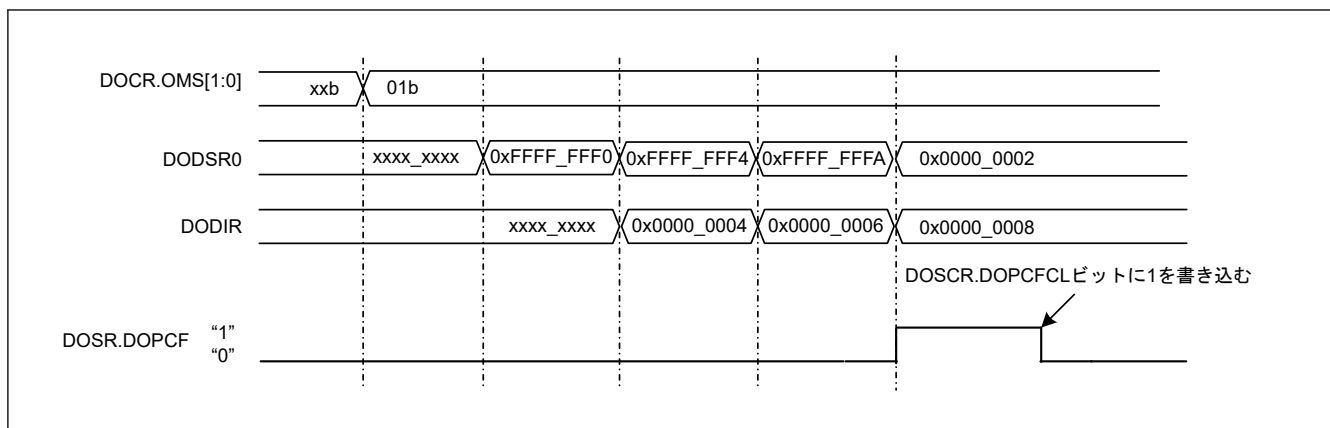 DOCR.OMS[1:0] xxb 01b
DODSR0 xxxx_xxxx 0xFFFF_FFF0 0xFFFF_FFF4 0xFFFF_FFFA 0x0000_0002
DODIR xxxx_xxxx 0x0000_0004 0x0000_0006 0x0000_0008
DOSCR.DOPCFCLビットに1を書き込む
DOSR.DOPCF “1”
“0”